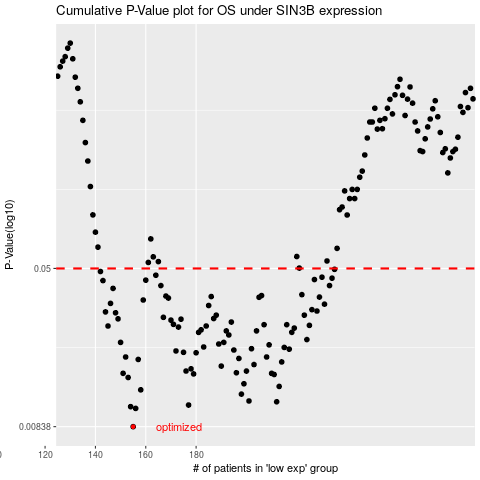 Cumulative P-Value plot for OS under SIN3B expression
P-Value(log10)
0.05
0.00838
optimized
0 120 140 160 180
# of patients in 'low exp' group